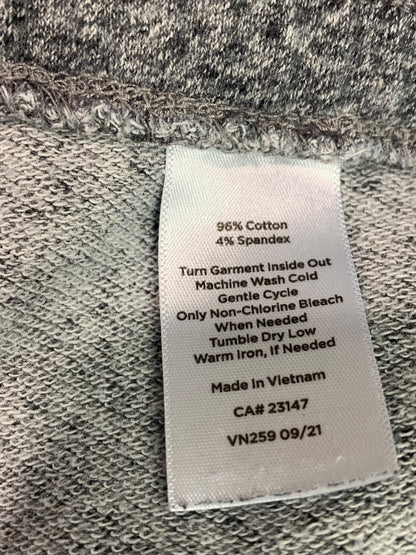 96% Cotton
4% Spandex
Turn Garment Inside Out
Machine Wash Cold
Gentle Cycle
Only Non-Chlorine Bleach
When Needed
Tumble Dry Low
Warm Iron, If Needed
Made In Vietnam
CA# 23147
VN259 09/21